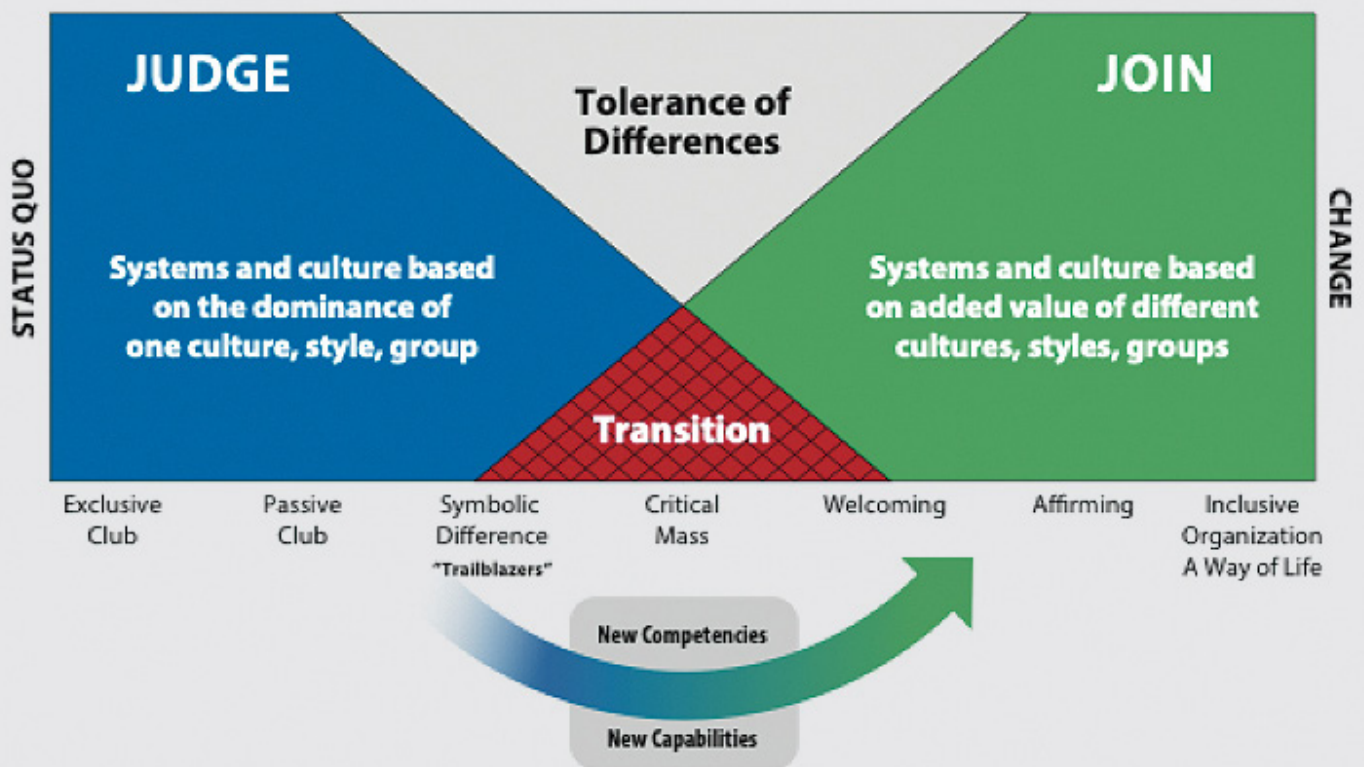 JUDGE
JOIN
Tolerance of
Differences
STATUS QUO
CHANGE
Systems and culture based
on the dominance of
one culture, style, group
Systems and culture based
on added value of different
cultures, styles, groups
Transition
Exclusive
Club
Passive
Club
Symbolic
Difference
"Trailblazers"
Critical
Mass
Welcoming
Affirming
Inclusive
Organization
A Way of Life
New Competencies
New Capabilities